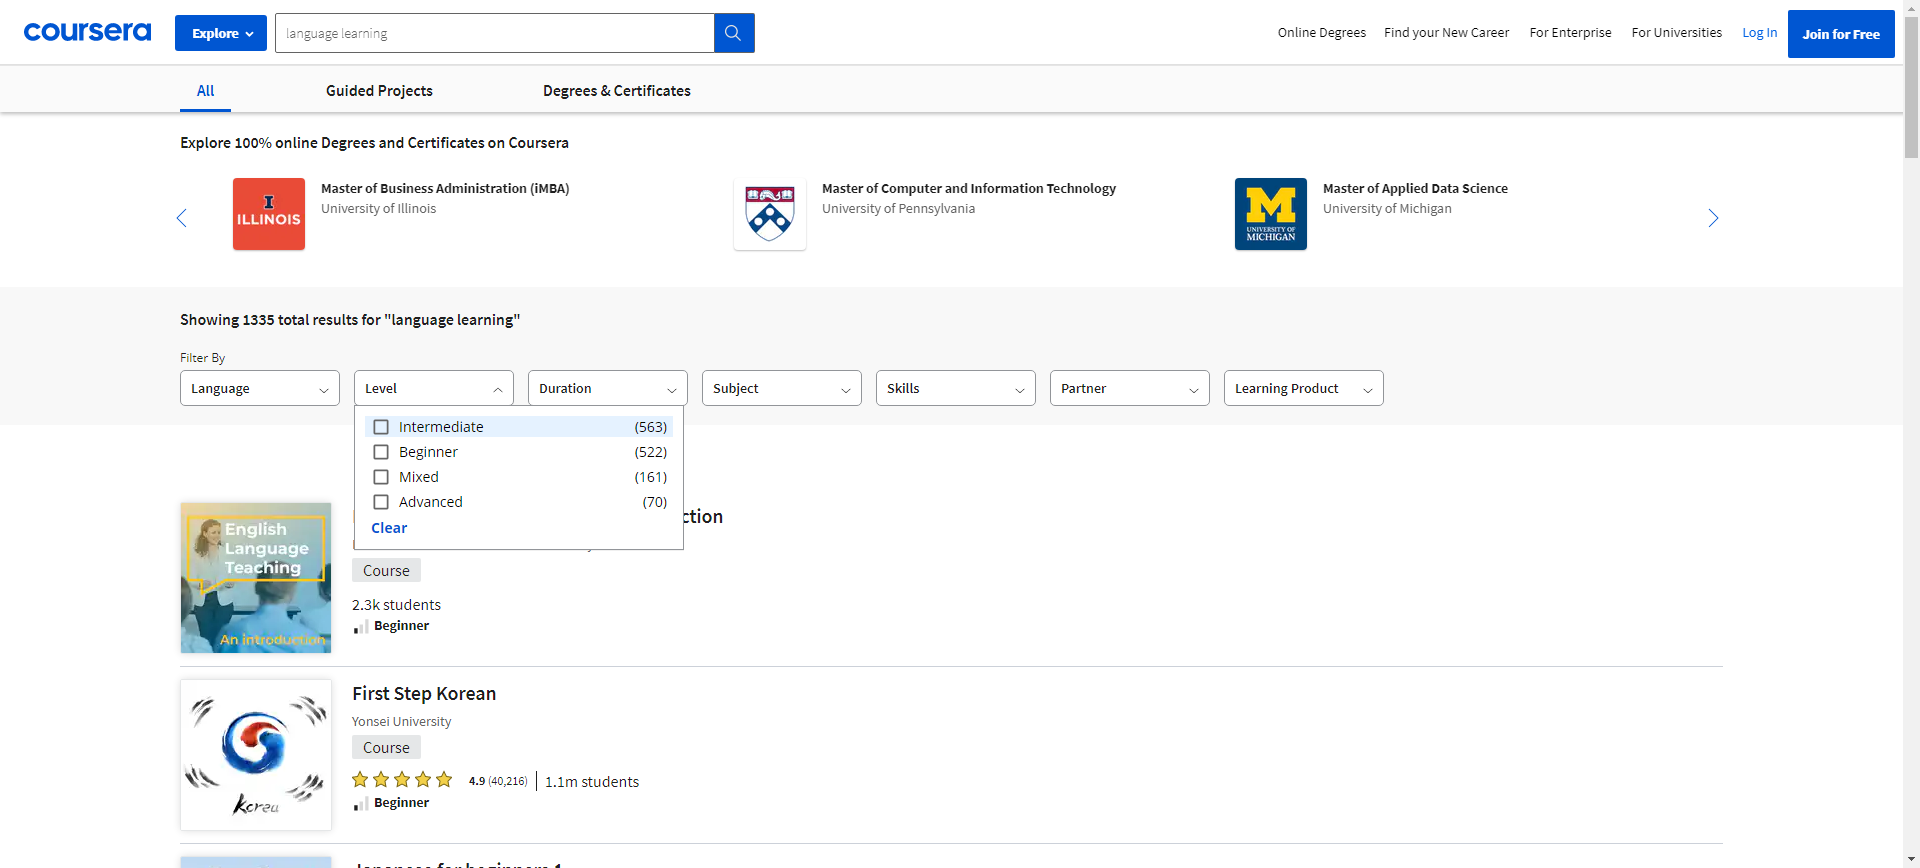 coursera
Explore
language learning
Online Degrees
Find your New Career
For Enterprise
For Universities
Log In
Join for Free
All
Guided Projects
Degrees & Certificates
Explore 100% online Degrees and Certificates on Coursera
I
ILLINOIS
Master of Business Administration (iMBA)
University of Illinois
Master of Computer and Information Technology
University of Pennsylvania
M
UNIVERSITY OF
MICHIGAN
Master of Applied Data Science
University of Michigan
Showing 1335 total results for "language learning"
Filter By
Language
Level
Duration
Subject
Skills
Partner
Learning Product
Intermediate (563)
Beginner (522)
Mixed (161)
Advanced (70)
Clear
English
Language
Teaching
An introduction
ction
Course
2.3k students
Beginner
First Step Korean
Yonsei University
Course
4.9 (40,216) 1.1m students
Beginner
Korea
Japanese for beginners 1